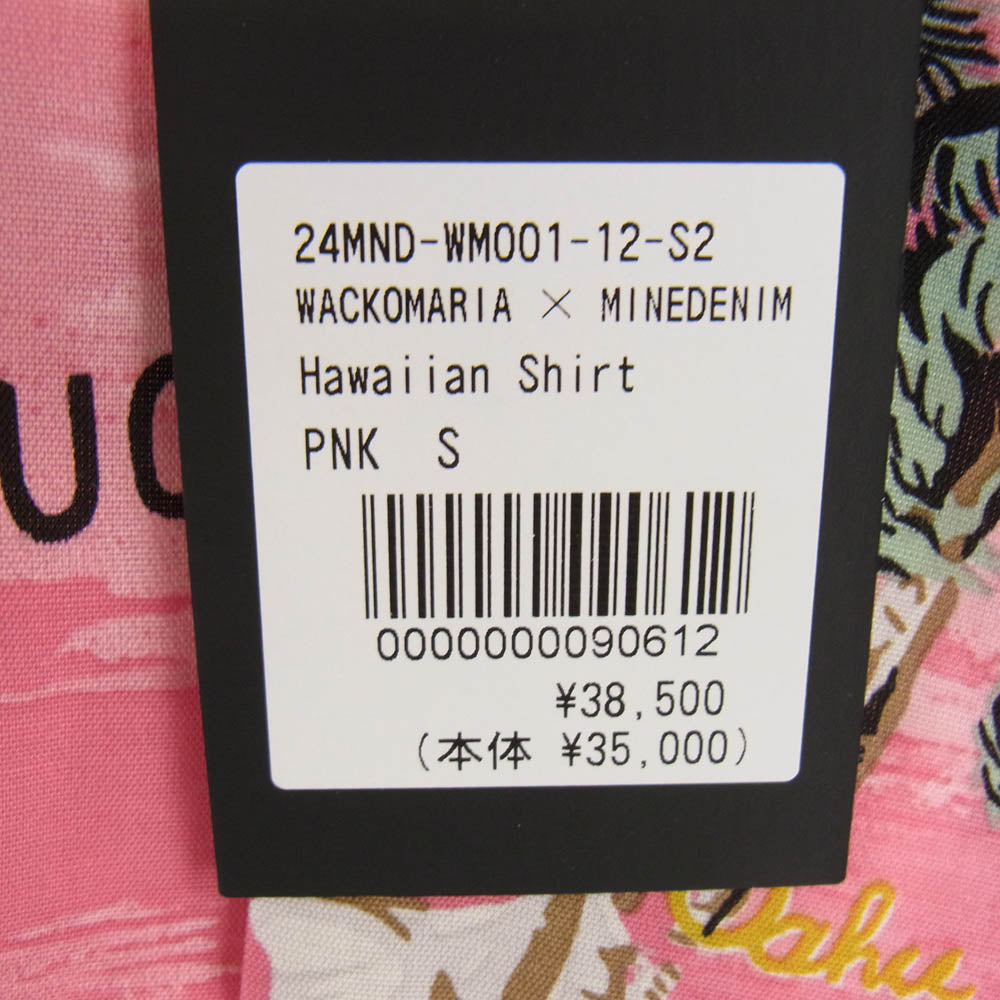 24MND-WM001-12-S2
WACKOMARIA × MINEDENIM
Hawaiian Shirt
PNK S
0000000090612
¥38,500
(本体 ¥35,000)
Oahu